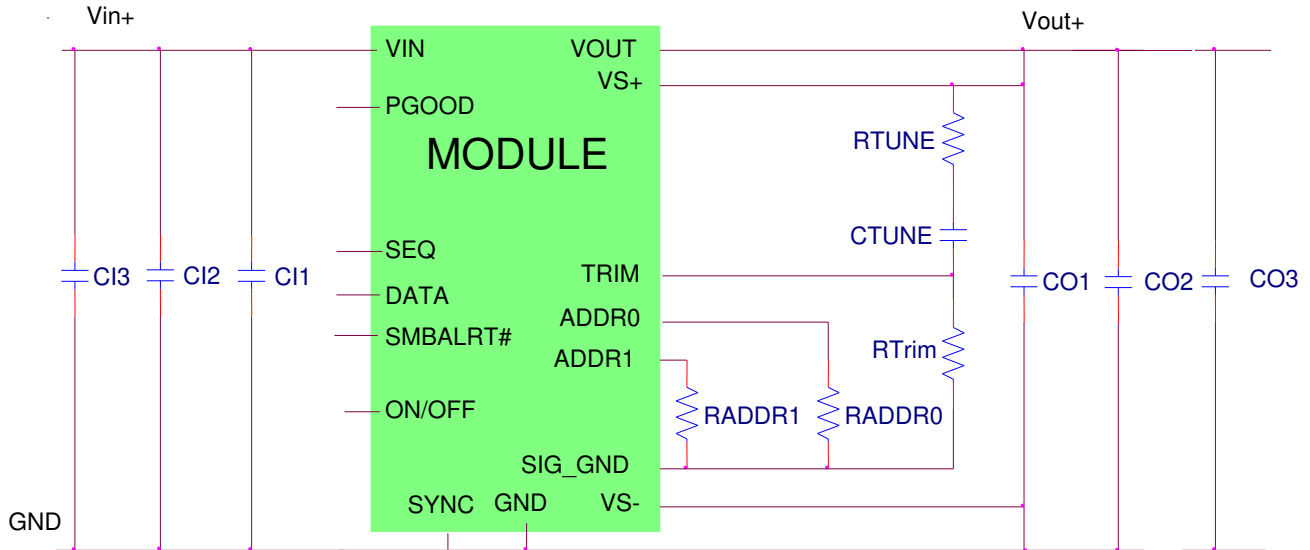 Vin+
Vout+
VIN
VOUT
VS+
PGOOD
MODULE
RTUNE
CTUNE
SEQ
TRIM
CI3
CI2
CI1
DATA
CO1
CO2
CO3
ADDR0
SMBALRT#
RTrim
ADDR1
ON/OFF
RADDR1
RADDR0
SIG_GND
SYNC
GND
VS-
GND